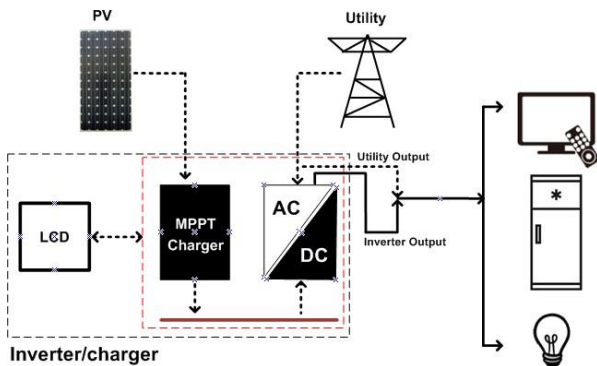 PV
Utility
Utility Output
LCD
MPPT
Charger
AC
DC
Inverter Output
Inverter/charger